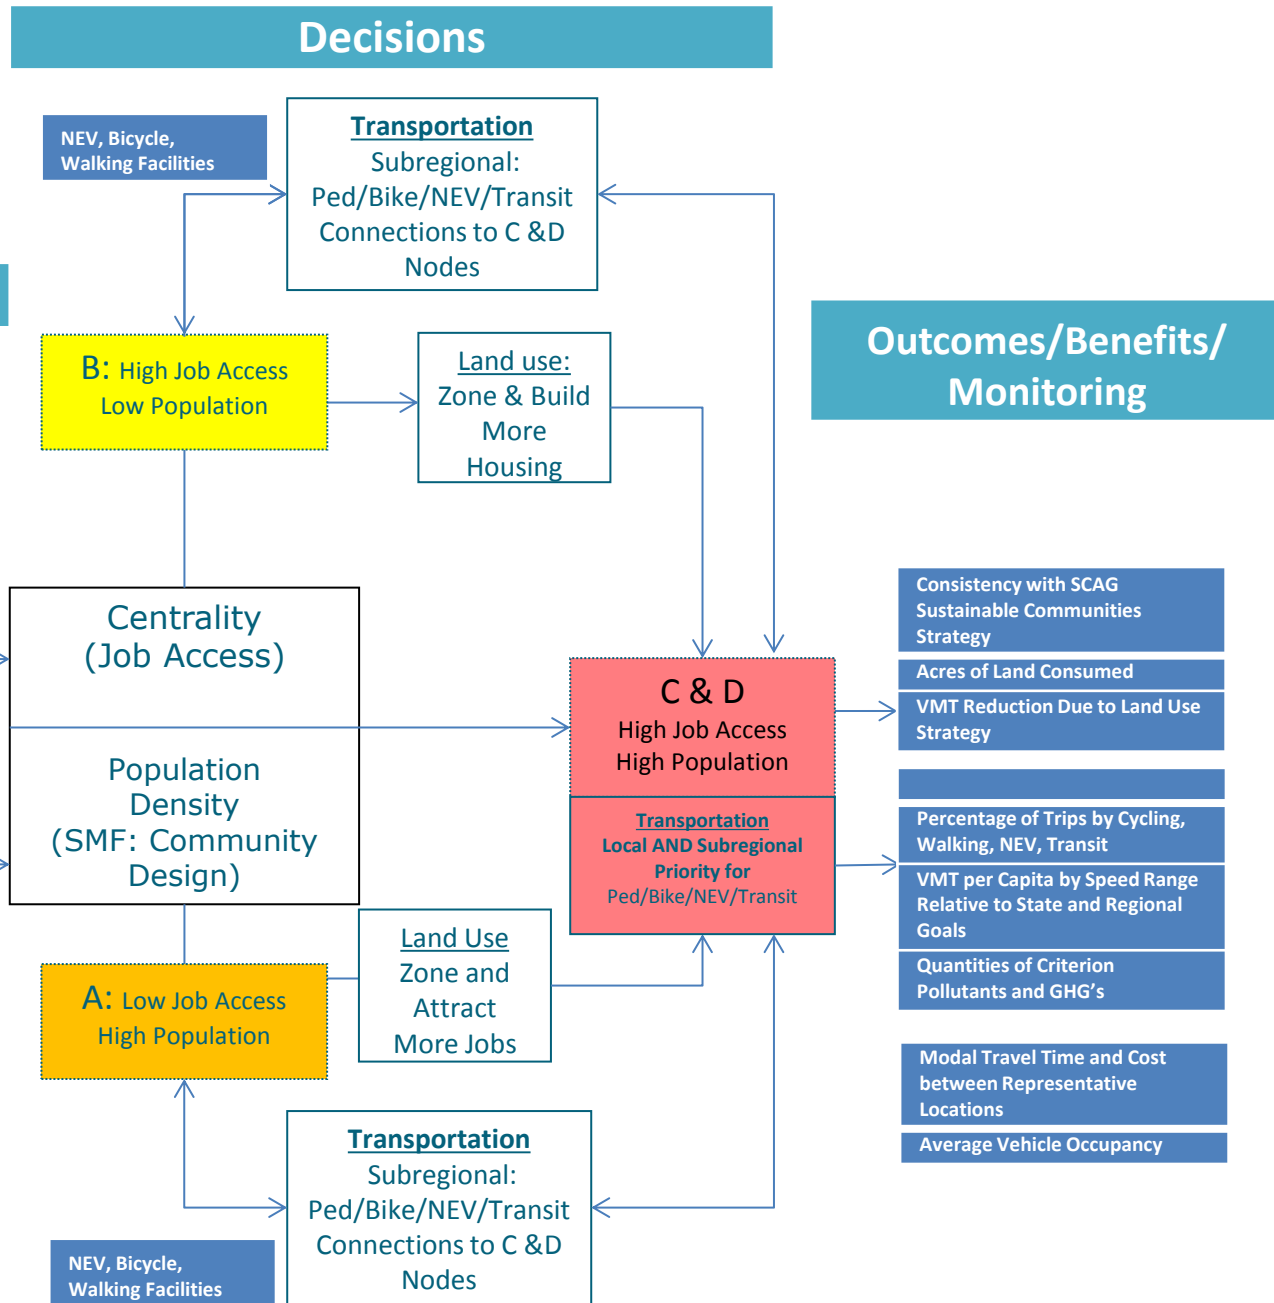 Decisions
NEV, Bicycle,
Walking Facilities
Transportation
Subregional:
Ped/Bike/NEV/Transit
Connections to C &D
Nodes
B: High Job Access
Low Population
Land use:
Zone & Build
More
Housing
Outcomes/Benefits/
Monitoring
Centrality
(Job Access)
Population
Density
(SMF: Community
Design)
C & D
High Job Access
High Population
Transportation
Local AND Subregional
Priority for
Ped/Bike/NEV/Transit
Consistency with SCAG
Sustainable Communities
Strategy
Acres of Land Consumed
VMT Reduction Due to Land Use
Strategy
Percentage of Trips by Cycling,
Walking, NEV, Transit
VMT per Capita by Speed Range
Relative to State and Regional
Goals
Quantities of Criterion
Pollutants and GHG's
Modal Travel Time and Cost
between Representative
Locations
Average Vehicle Occupancy
A: Low Job Access
High Population
Land Use
Zone and
Attract
More Jobs
Transportation
Subregional:
Ped/Bike/NEV/Transit
Connections to C &D
Nodes
NEV, Bicycle,
Walking Facilities